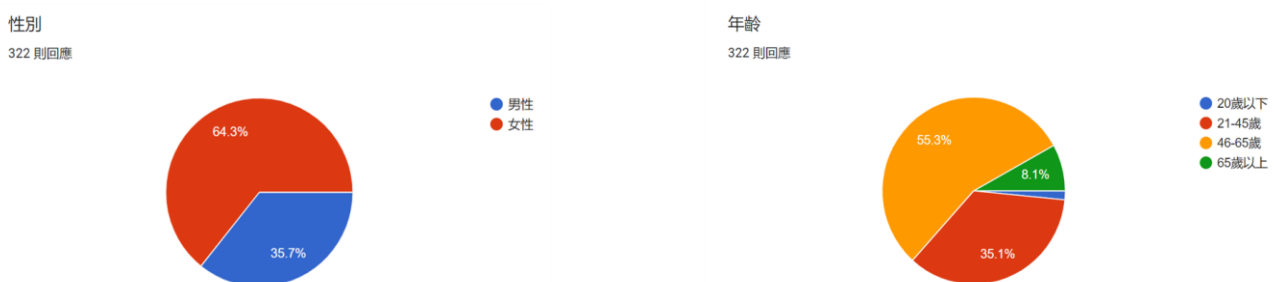 性別
322 則回應
男性
女性
64.3%
35.7%
年齡
322 則回應
20歲以下
21-45歲
46-65歲
65歲以上
55.3%
8.1%
35.1%